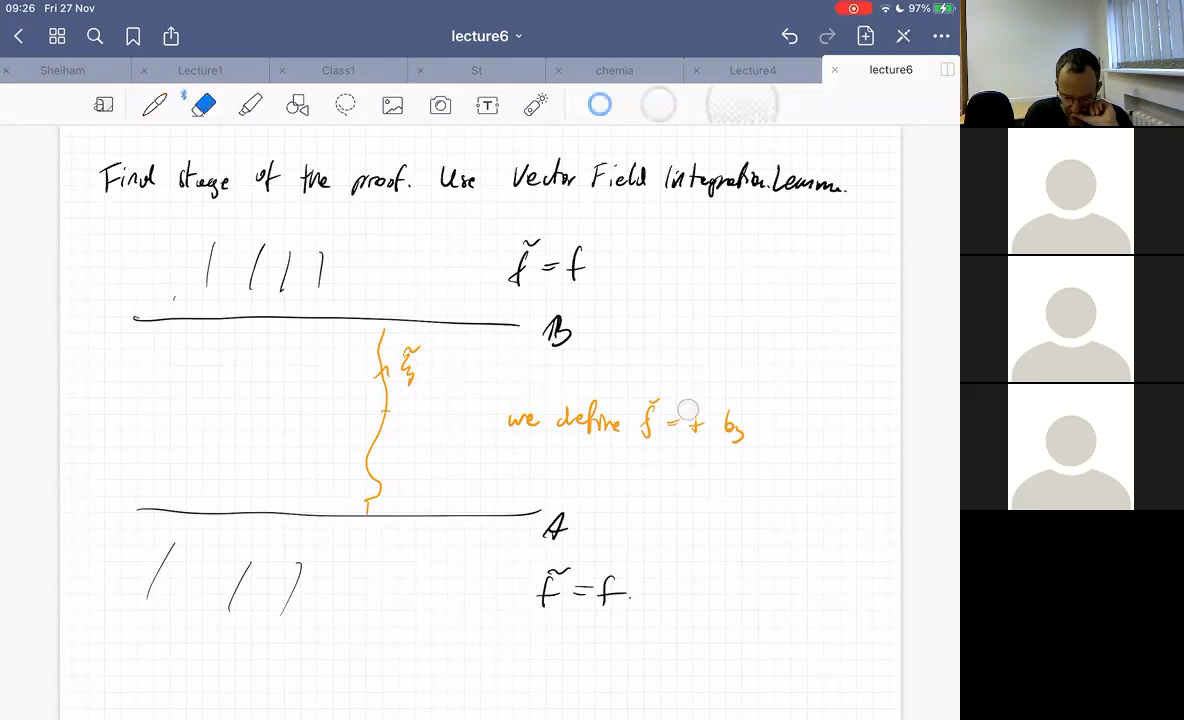 09:26 Fri 27 Nov
97%
lecture6
Shelham
Lecture1
Class1
St
chemia
Lecture4
lecture6
Final stage of the proof. Use Vector Field Integration Lemma.
f̃ = f
B
ξ̃
we define f̃ = f by
A
f̃ = f.